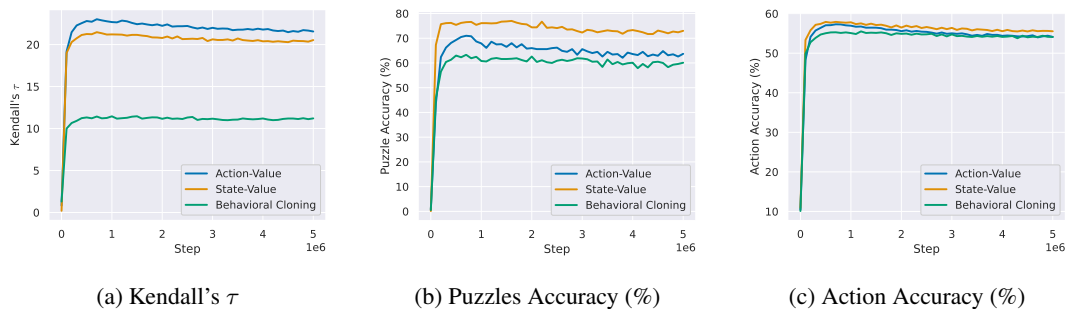 Kendall's τ
20
15
10
5
0
0
1
2
3
4
5
1e6
Step
Action-Value
State-Value
Behavioral Cloning
(a) Kendall's τ
Puzzle Accuracy (%)
80
70
60
50
40
30
20
10
0
0
1
2
3
4
5
1e6
Step
Action-Value
State-Value
Behavioral Cloning
(b) Puzzles Accuracy (%)
Action Accuracy (%)
60
50
40
30
20
10
0
1
2
3
4
5
1e6
Step
Action-Value
State-Value
Behavioral Cloning
(c) Action Accuracy (%)